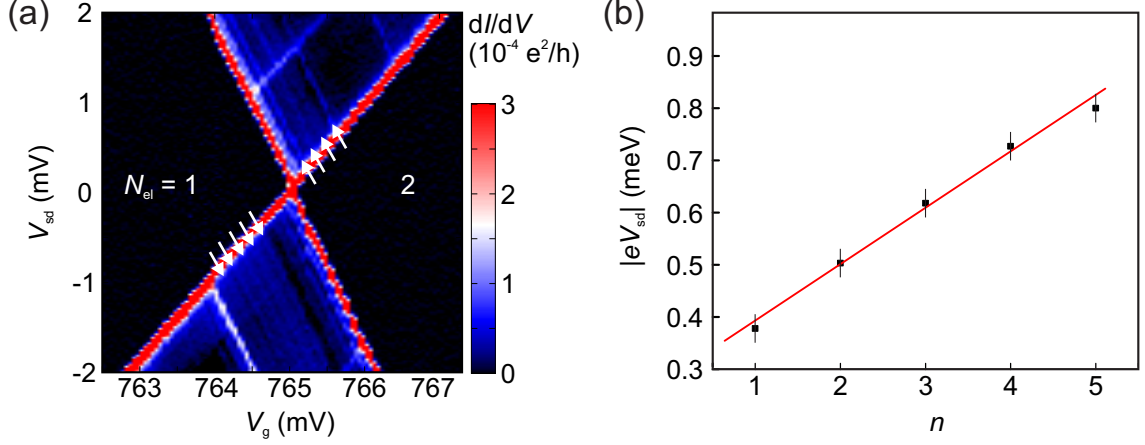 (a)
dI/dV
(10⁻⁴ e²/h)
2
1
0
-1
-2
V_sd (mV)
N_el = 1
2
763 764 765 766 767
V_g (mV)
3
2
1
0
(b)
0.9
0.8
0.7
0.6
0.5
0.4
0.3
|eV_sd| (meV)
1 2 3 4 5
n